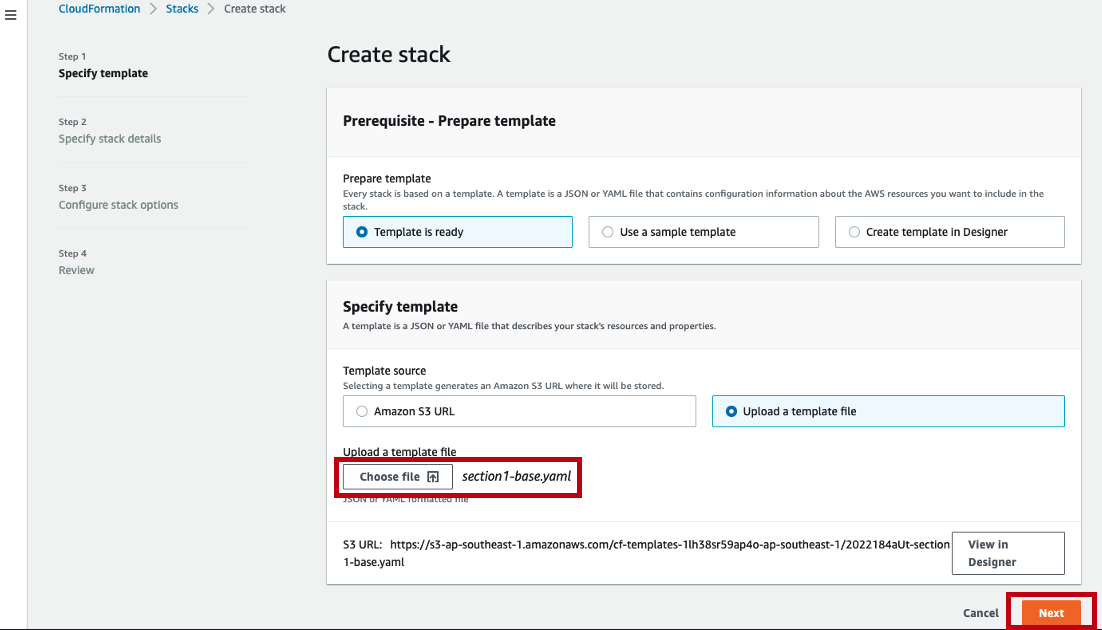 CloudFormation > Stacks > Create stack
Step 1
Specify template
Step 2
Specify stack details
Step 3
Configure stack options
Step 4
Review
Create stack
Prerequisite - Prepare template
Prepare template
Every stack is based on a template. A template is a JSON or YAML file that contains configuration information about the AWS resources you want to include in the
stack.
Template is ready
Use a sample template
Create template in Designer
Specify template
A template is a JSON or YAML file that describes your stack's resources and properties.
Template source
Selecting a template generates an Amazon S3 URL where it will be stored.
Amazon S3 URL
Upload a template file
Upload a template file
Choose file section1-base.yaml
JSON or YAML formatted file
S3 URL: https://s3-ap-southeast-1.amazonaws.com/cf-templates-1lh38sr59ap4o-ap-southeast-1/2022184aUt-section
1-base.yaml
View in
Designer
Cancel
Next